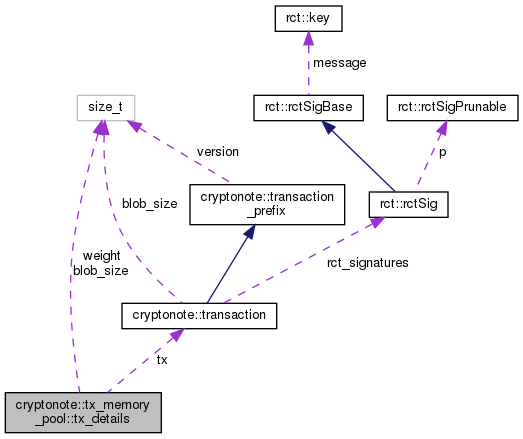 rct::key
message
size_t
rct::rctSigBase
rct::rctSigPrunable
version
p
blob_size
cryptonote::transaction
_prefix
rct::rctSig
weight
blob_size
rct_signatures
cryptonote::transaction
tx
cryptonote::tx_memory
_pool::tx_details